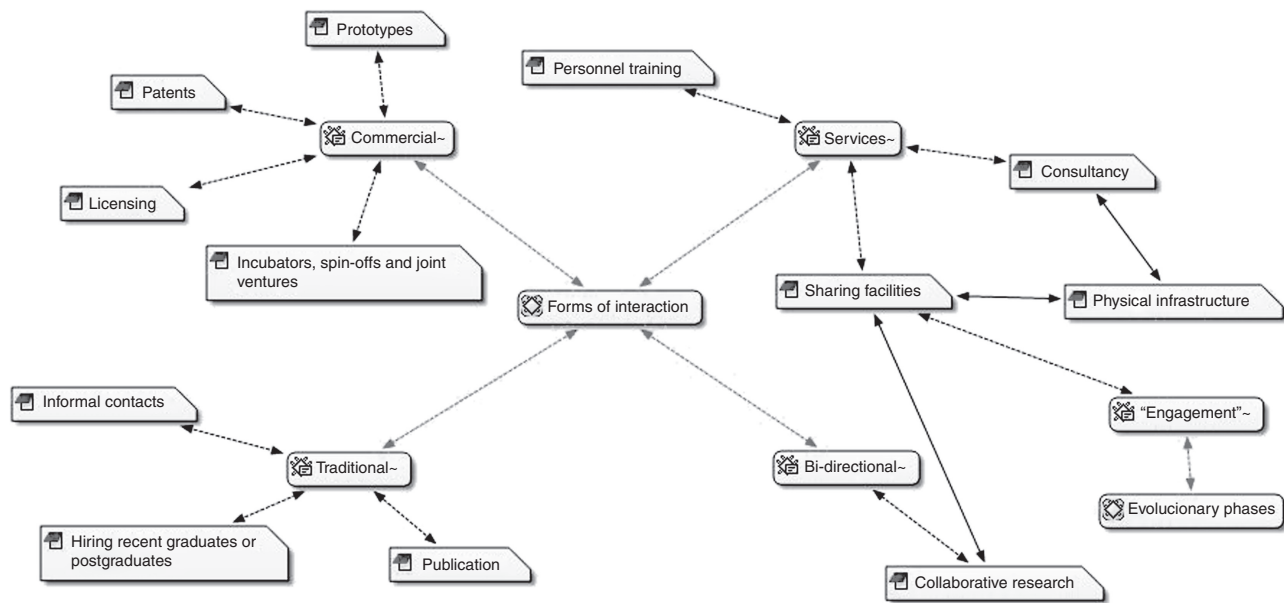 Prototypes
Personnel training
Patents
Commercial~
Services~
Consultancy
Licensing
Incubators, spin-offs and joint
ventures
Forms of interaction
Sharing facilities
Physical infrastructure
Informal contacts
"Engagement"~
Traditional~
Bi-directional~
Evolucionary phases
Hiring recent graduates or
postgraduates
Publication
Collaborative research